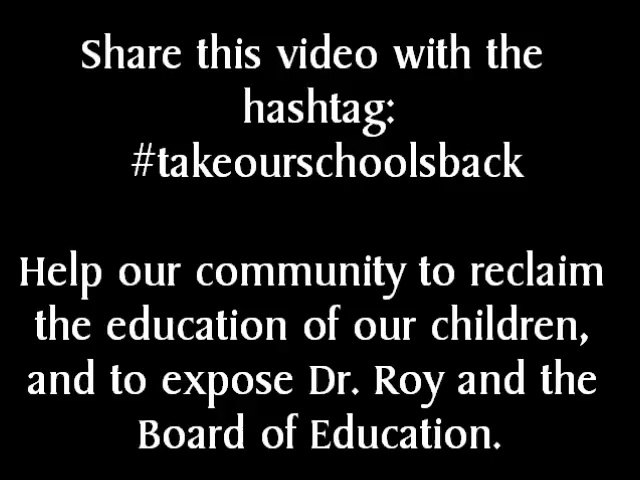 Share this video with the
hashtag:
#takeourschoolsback
Help our community to reclaim
the education of our children,
and to expose Dr. Roy and the
Board of Education.